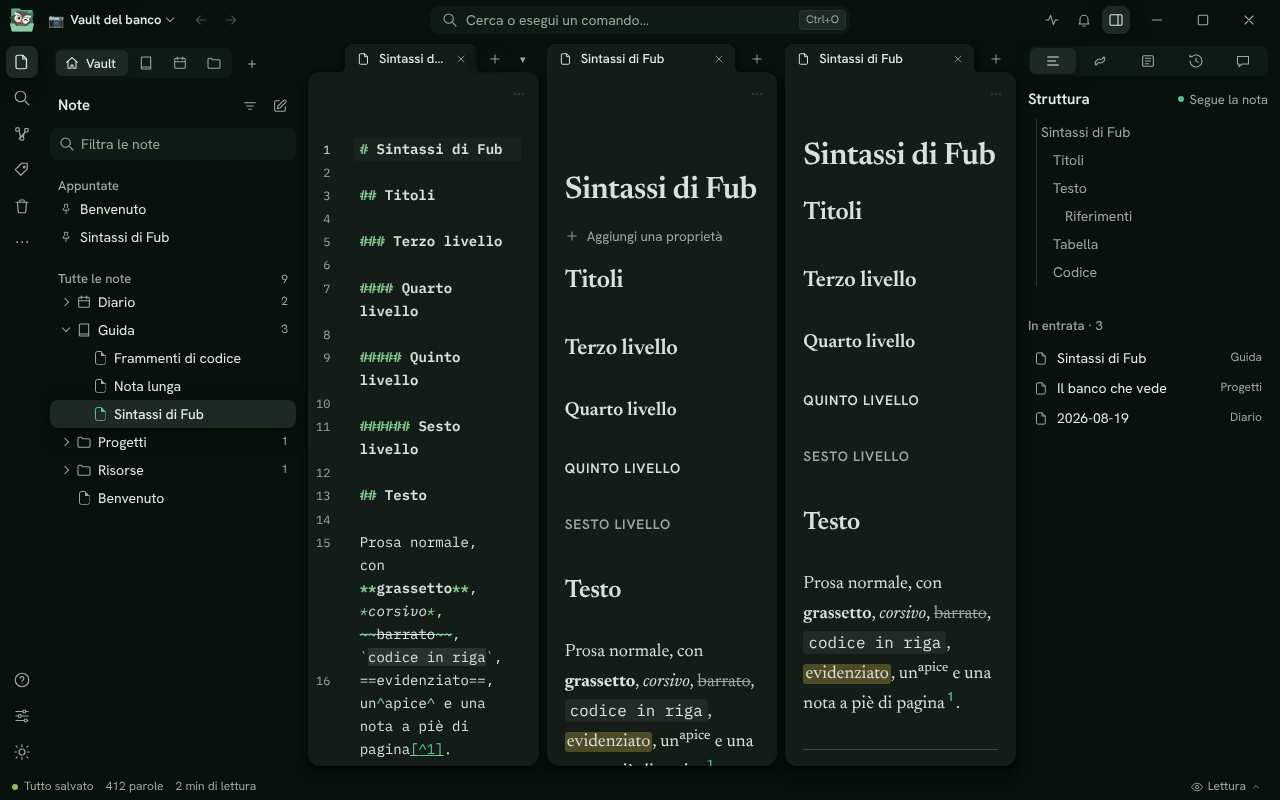 Vault del banco
Cerca o esegui un comando…
Ctrl+O
Vault
Note
Filtra le note
Appuntate
Benvenuto
Sintassi di Fub
Tutte le note 9
Diario 2
Guida 3
Frammenti di codice
Nota lunga
Sintassi di Fub
Progetti 1
Risorse 1
Benvenuto
Sintassi d…
1 # Sintassi di Fub
2
3 ## Titoli
4
5 ### Terzo livello
6
7 #### Quarto
livello
8
9 ##### Quinto
livello
10
11 ###### Sesto
livello
12
13 ## Testo
14
15 Prosa normale,
con
**grassetto**,
*corsivo*,
~~barrato~~,
`codice in riga`,
16 ==evidenziato==,
un^apice^ e una
nota a piè di
pagina[^1].
Sintassi di Fub
Sintassi di Fub
Aggiungi una proprietà
Titoli
Terzo livello
Quarto livello
QUINTO LIVELLO
SESTO LIVELLO
Testo
Prosa normale, con
grassetto, corsivo, barrato,
codice in riga,
evidenziato, unapice e una
Sintassi di Fub
Sintassi di Fub
Titoli
Terzo livello
Quarto livello
QUINTO LIVELLO
SESTO LIVELLO
Testo
Prosa normale, con
grassetto, corsivo, barrato,
codice in riga,
evidenziato, unapice e una
nota a piè di pagina 1.
Struttura
Segue la nota
Sintassi di Fub
Titoli
Testo
Riferimenti
Tabella
Codice
In entrata · 3
Sintassi di Fub Guida
Il banco che vede Progetti
2026-08-19 Diario
Tutto salvato 412 parole 2 min di lettura
Lettura